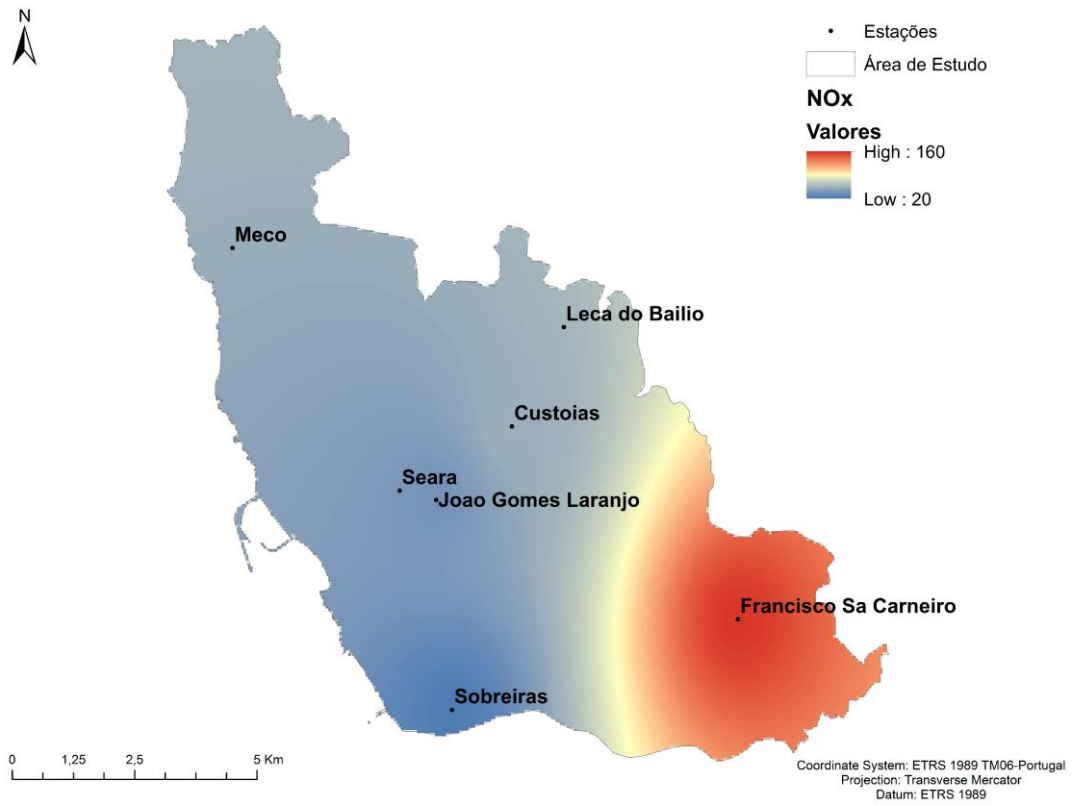 N
Estações
Área de Estudo
NOx
Valores
High : 160
Low : 20
Meco
Leca do Bailio
Custoias
Seara
Joao Gomes Laranjo
Francisco Sa Carneiro
Sobreiras
0 1,25 2,5 5 Km
Coordinate System: ETRS 1989 TM06-Portugal
Projection: Transverse Mercator
Datum: ETRS 1989